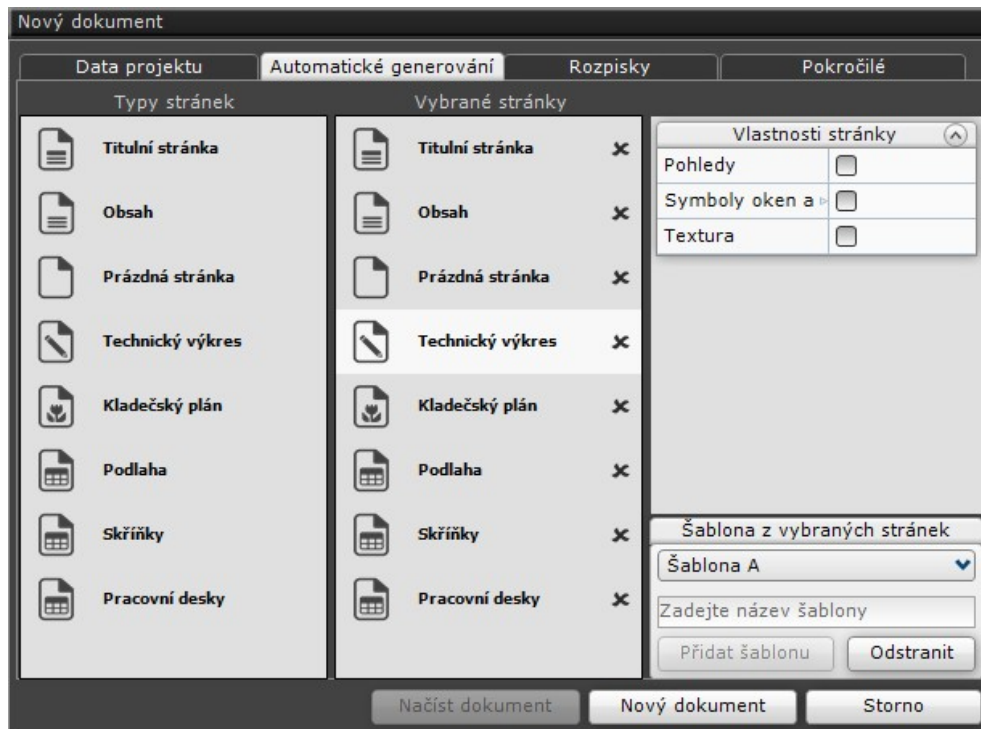 Nový dokument
Data projektu
Automatické generování
Rozpisky
Pokročilé
Typy stránek
Vybrané stránky
Titulní stránka
Obsah
Prázdná stránka
Technický výkres
Kladečský plán
Podlaha
Skříňky
Pracovní desky
Titulní stránka
Obsah
Prázdná stránka
Technický výkres
Kladečský plán
Podlaha
Skříňky
Pracovní desky
Vlastnosti stránky
Pohledy
Symboly oken a
Textura
Šablona z vybraných stránek
Šablona A
Zadejte název šablony
Přidat šablonu
Odstranit
Načíst dokument
Nový dokument
Storno